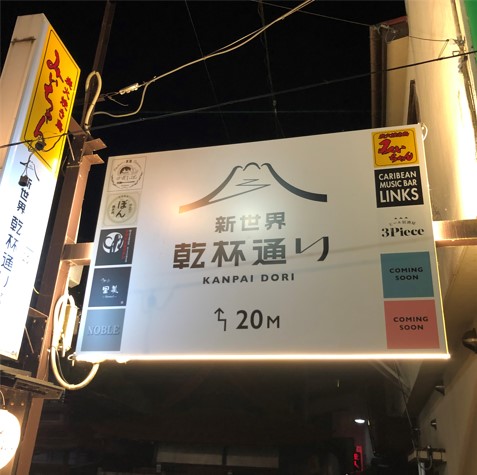 新世界
乾杯通り
新世界
乾杯通り
KANPAI DORI
20M
ぽん
NOBLE
CARIBEAN
MUSIC BAR
LINKS
3Piece
COMING
SOON
COMING
SOON